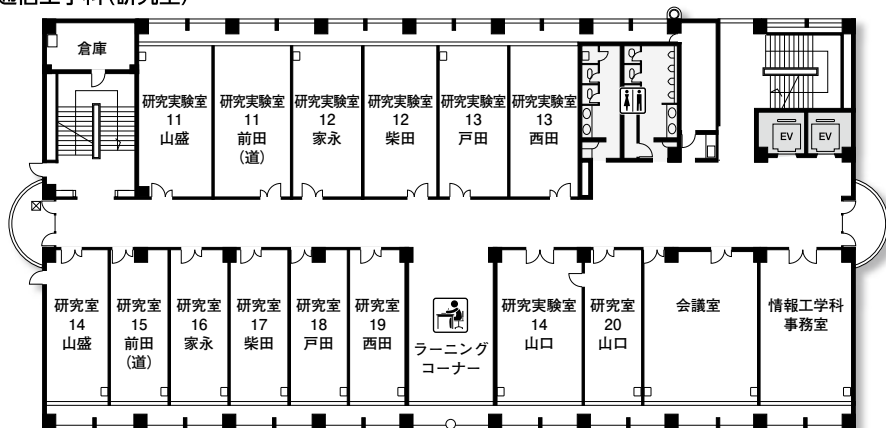 通信工学科(研究室)
倉庫
研究実験室
11
山盛
研究実験室
11
前田
(道)
研究実験室
12
家永
研究実験室
12
柴田
研究実験室
13
戸田
研究実験室
13
西田
EV
EV
研究室
14
山盛
研究室
15
前田
(道)
研究室
16
家永
研究室
17
柴田
研究室
18
戸田
研究室
19
西田
ラーニング
コーナー
研究実験室
14
山口
研究室
20
山口
会議室
情報工学科
事務室